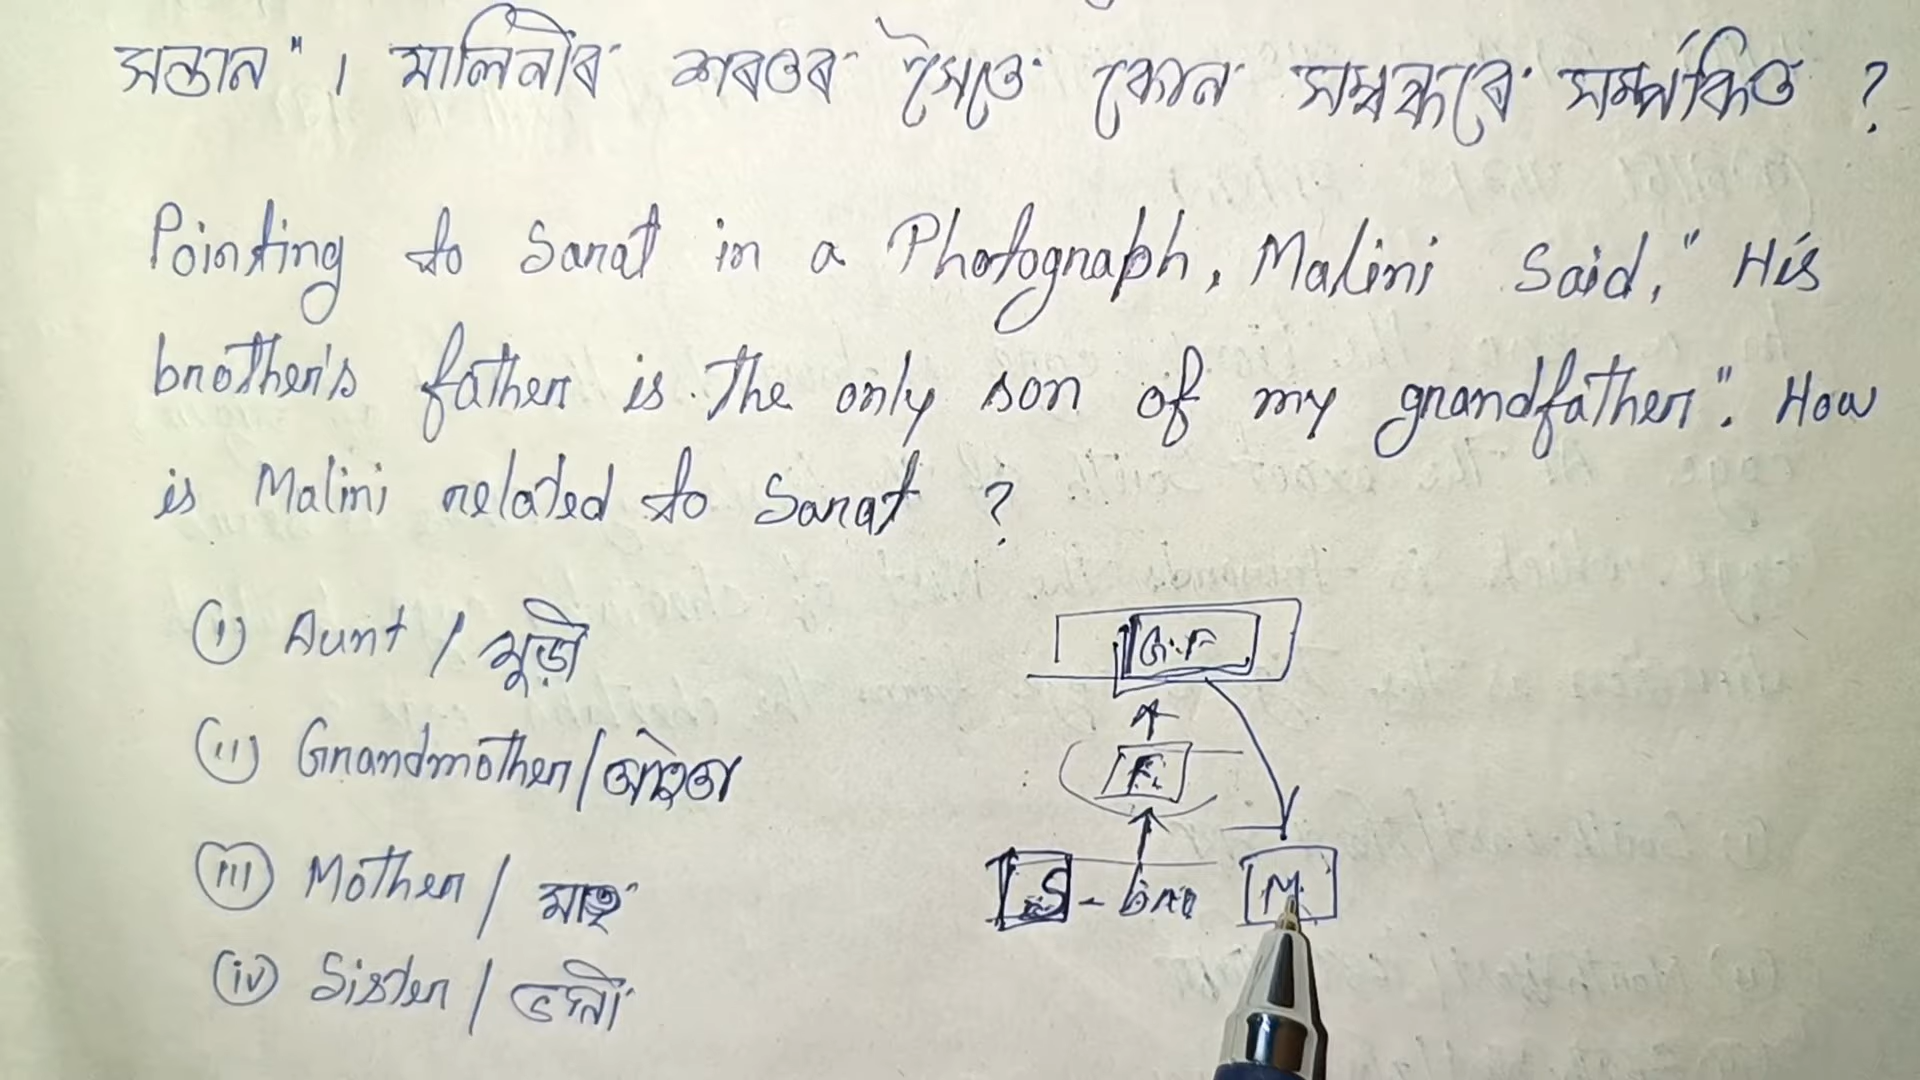 সন্তান"। মালিনীৰ শৰতৰ সৈতে কোন সম্বন্ধৰে সম্পৰ্কিত ?
Pointing to Sarat in a Photograph, Malini Said, "His
brother's father is the only son of my grandfather". How
is Malini related to Sarat ?
(i) Aunt / খুড়ী
(ii) Grandmother / আইতা
(iii) Mother / মাতৃ
(iv) Sister / ভগ্নী
G.F
F.
S - bro M.